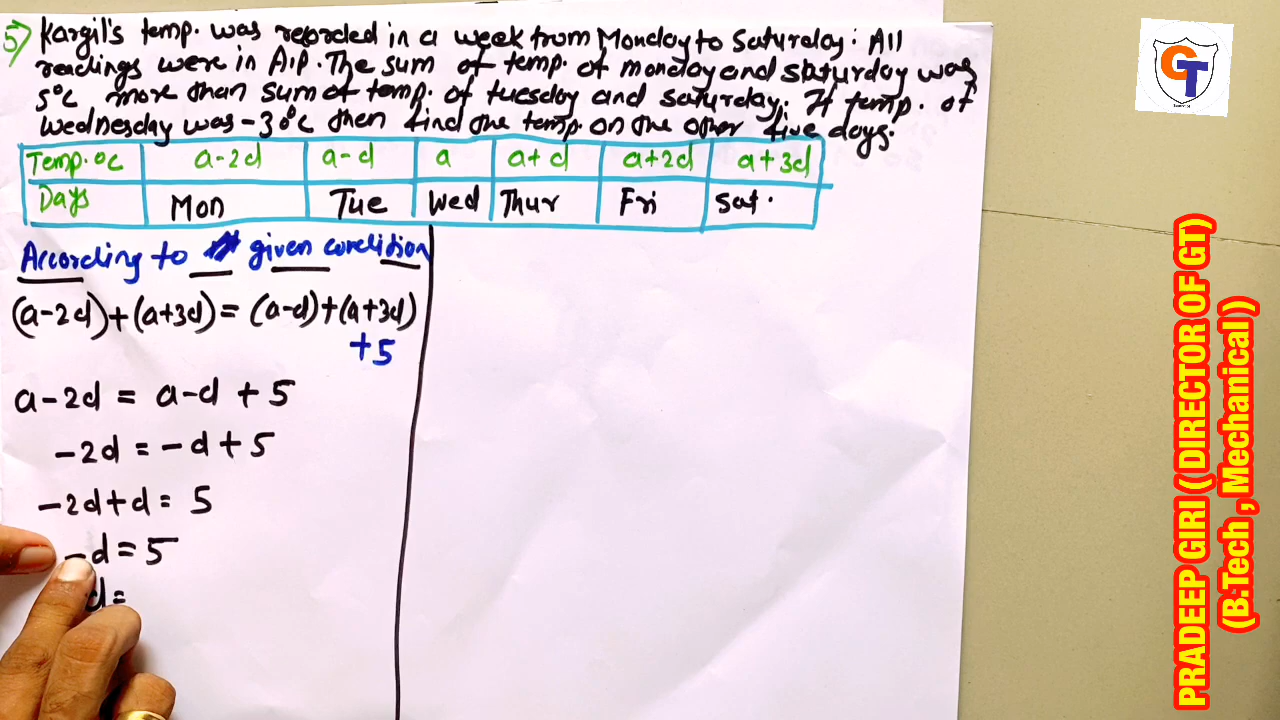 5) Kargil's temp. was recorded in a week from Monday to Saturday. All
readings were in A.P. The sum of temp. of monday and saturday was
5°C more than sum of temp. of tuesday and saturday. If temp. of
wednesday was -30°C then find the temp. on the other five days.
Temp. °C a-2d a-d a a+d a+2d a+3d
Days Mon Tue Wed Thur Fri Sat.
According to given condition
(a-2d)+(a+3d) = (a-d)+(a+3d)
+5
a-2d = a-d + 5
-2d = -d + 5
-2d+d = 5
-d = 5
d =
GT
PRADEEP GIRI (( DIRECTOR OF GT)
(B.Tech , Mechanical )